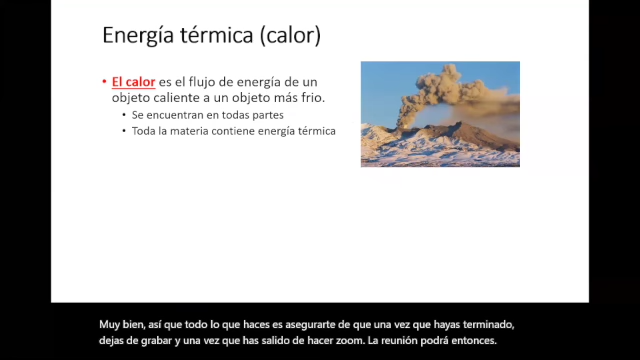 Energía térmica (calor)
• El calor es el flujo de energía de un
objeto caliente a un objeto más frio.
• Se encuentran en todas partes
• Toda la materia contiene energía térmica
Muy bien, así que todo lo que haces es asegurarte de que una vez que hayas terminado,
dejas de grabar y una vez que has salido de hacer zoom. La reunión podrá entonces.